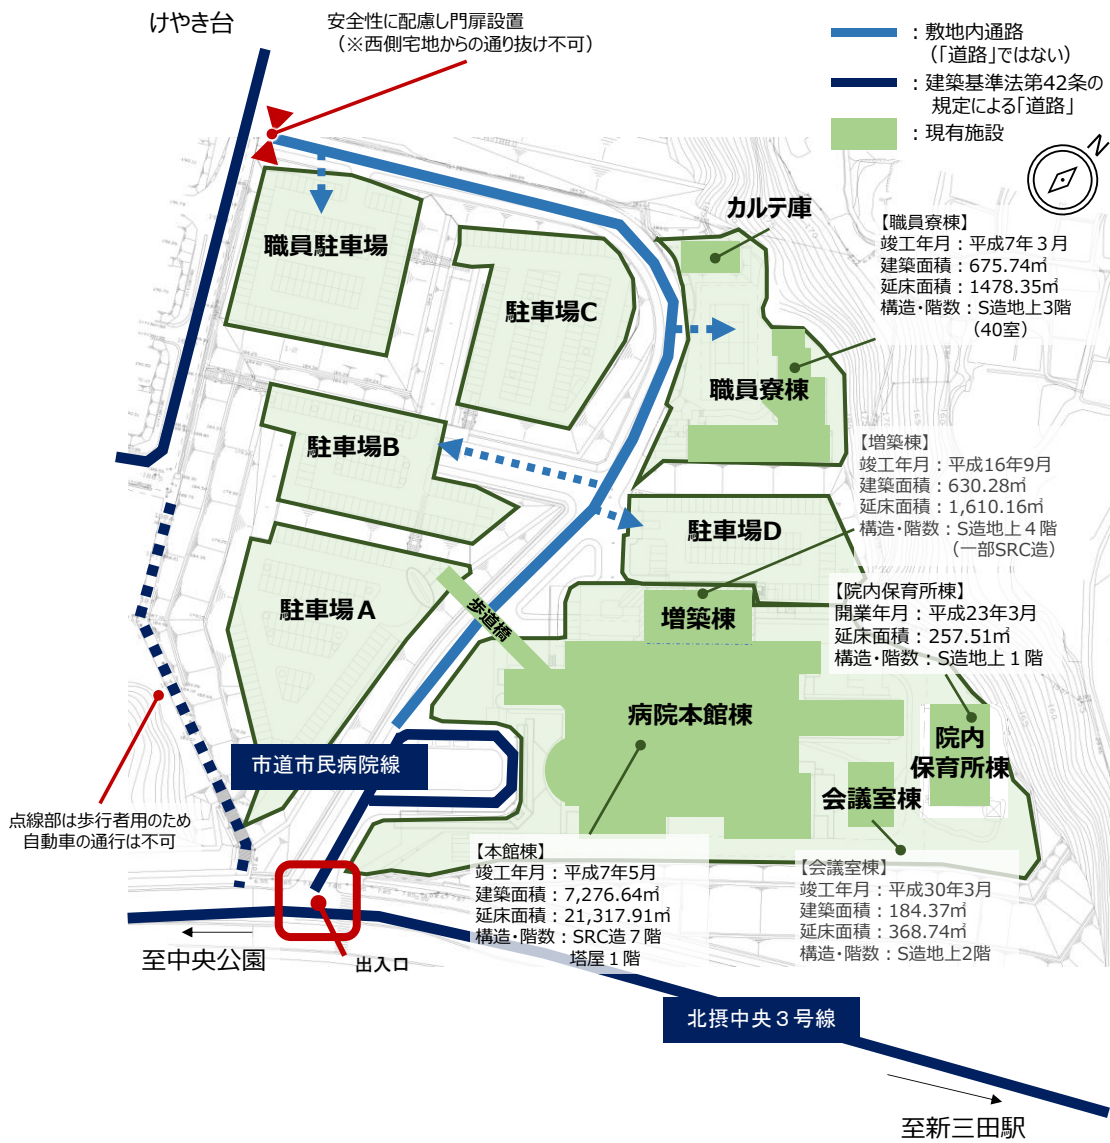 けやき台
安全性に配慮し門扉設置
（※西側宅地からの通り抜け不可）
：敷地内通路
（「道路」ではない）
：建築基準法第42条の
規定による「道路」
：現有施設
N
カルテ庫
【職員寮棟】
竣工年月：平成7年３月
建築面積：675.74㎡
延床面積：1478.35㎡
構造・階数：S造地上3階
（40室）
職員駐車場
駐車場C
職員寮棟
駐車場B
【増築棟】
竣工年月：平成16年9月
建築面積：630.28㎡
延床面積：1,610.16㎡
構造・階数：S造地上４階
（一部SRC造）
駐車場D
駐車場A
歩道橋
増築棟
【院内保育所棟】
開業年月：平成23年3月
延床面積：257.51㎡
構造・階数：S造地上１階
病院本館棟
院内
保育所棟
市道市民病院線
会議室棟
点線部は歩行者用のため
自動車の通行は不可
【本館棟】
竣工年月：平成7年5月
建築面積：7,276.64㎡
延床面積：21,317.91㎡
構造・階数：SRC造７階
塔屋１階
【会議室棟】
竣工年月：平成30年3月
建築面積：184.37㎡
延床面積：368.74㎡
構造・階数：S造地上2階
至中央公園
出入口
北摂中央３号線
至新三田駅